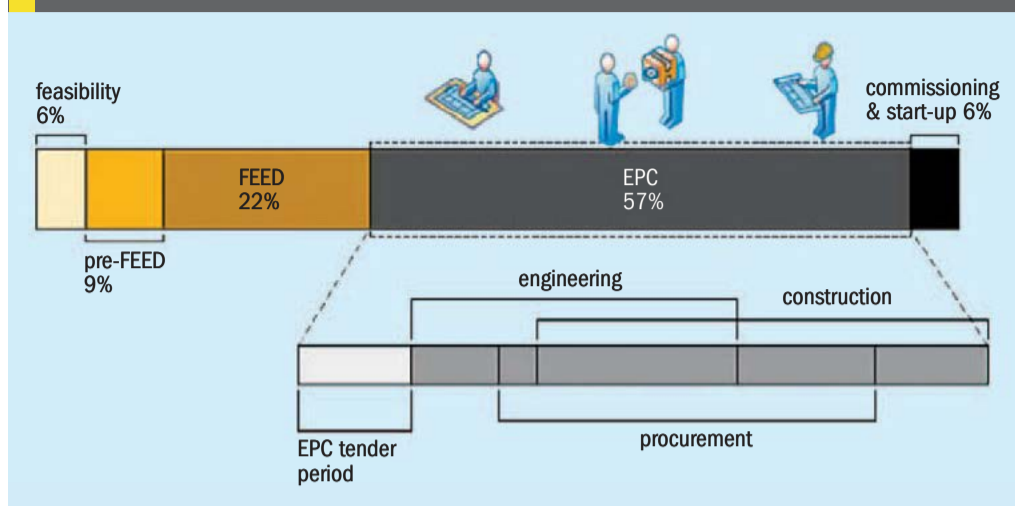 feasibility
6%
commissioning
& start-up 6%
FEED
22%
EPC
57%
pre-FEED
9%
engineering
construction
EPC tender
period
procurement